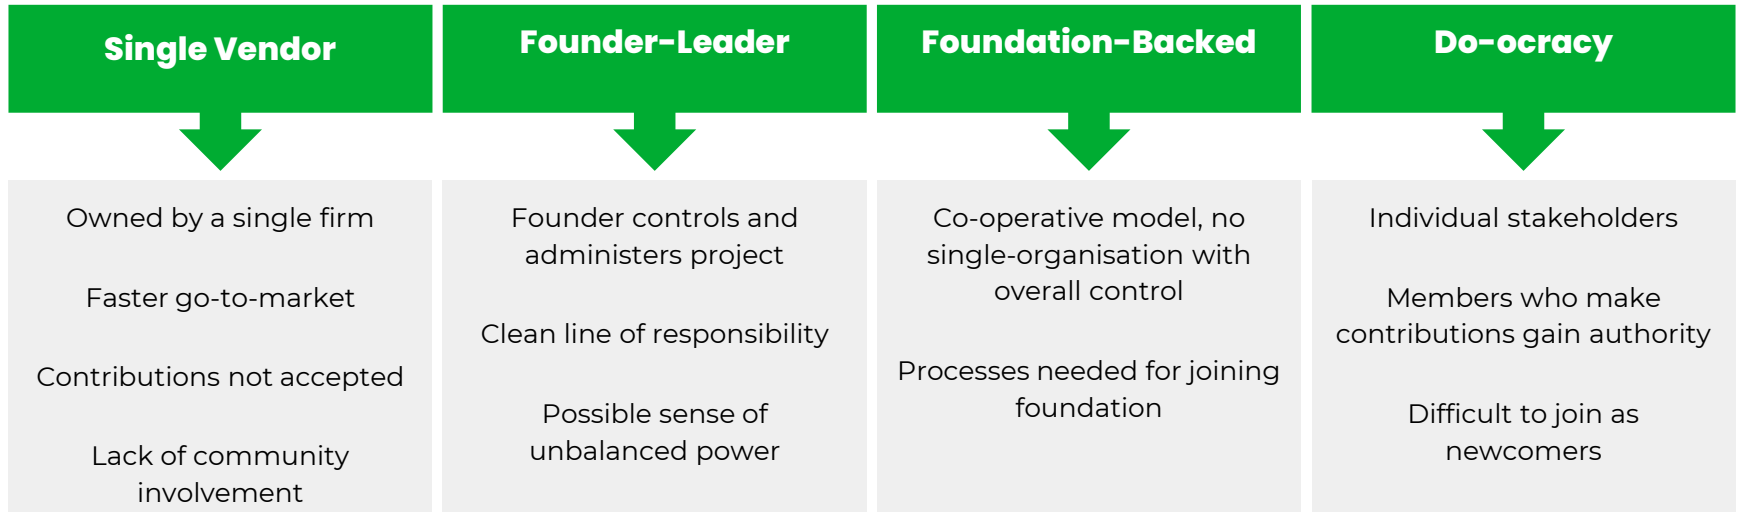 Single Vendor
Owned by a single firm
Faster go-to-market
Contributions not accepted
Lack of community
involvement
Founder-Leader
Founder controls and
administers project
Clean line of responsibility
Possible sense of
unbalanced power
Foundation-Backed
Co-operative model, no
single-organisation with
overall control
Processes needed for joining
foundation
Do-ocracy
Individual stakeholders
Members who make
contributions gain authority
Difficult to join as
newcomers